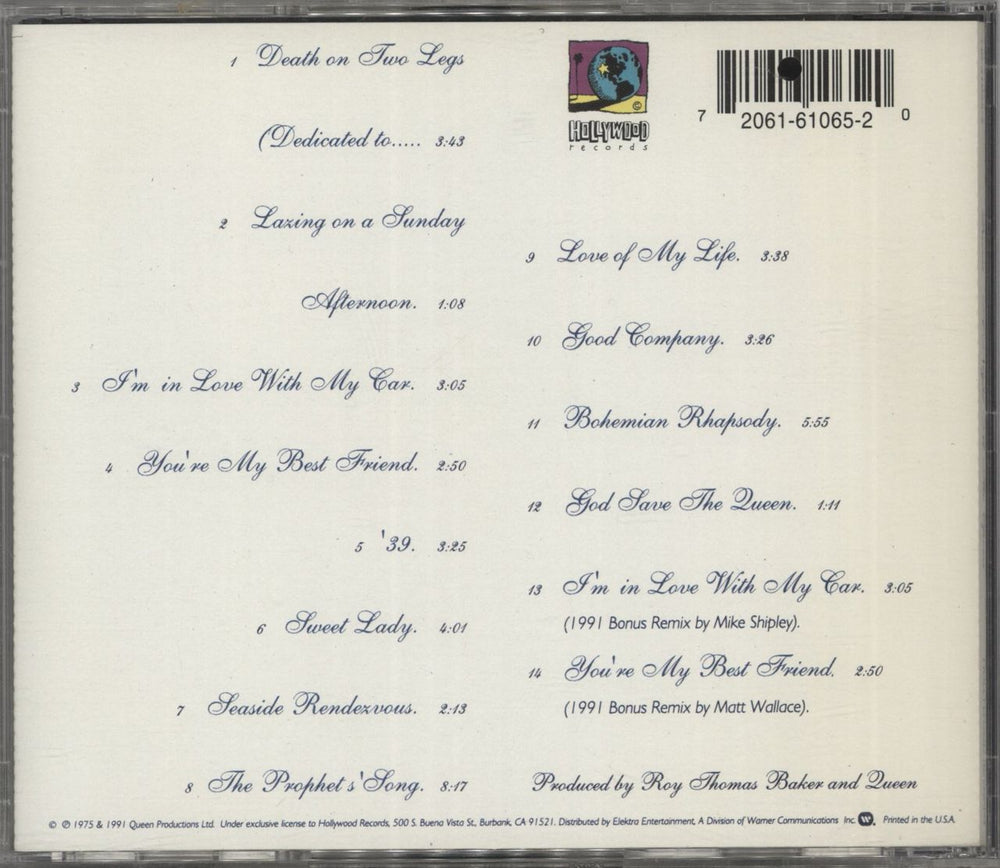 1 Death on Two Legs
(Dedicated to..... 3:43
2 Lazing on a Sunday
Afternoon. 1:08
3 I'm in Love With My Car. 3:05
4 You're My Best Friend. 2:50
5 '39. 3:25
6 Sweet Lady. 4:01
7 Seaside Rendezvous. 2:13
8 The Prophet's' Song. 8:17
HOLLYWOOD
records
©
7 2061-61065-2 0
9 Love of My Life. 3:38
10 Good Company. 3:26
11 Bohemian Rhapsody. 5:55
12 God Save The Queen. 1:11
13 I'm in Love With My Car. 3:05
(1991 Bonus Remix by Mike Shipley).
14 You're My Best Friend. 2:50
(1991 Bonus Remix by Matt Wallace).
Produced by Roy Thomas Baker and Queen
© ℗ 1975 & 1991 Queen Productions Ltd. Under exclusive license to Hollywood Records, 500 S. Buena Vista St., Burbank, CA 91521. Distributed by Elektra Entertainment, A Division of Warner Communications Inc. Printed in the U.S.A.